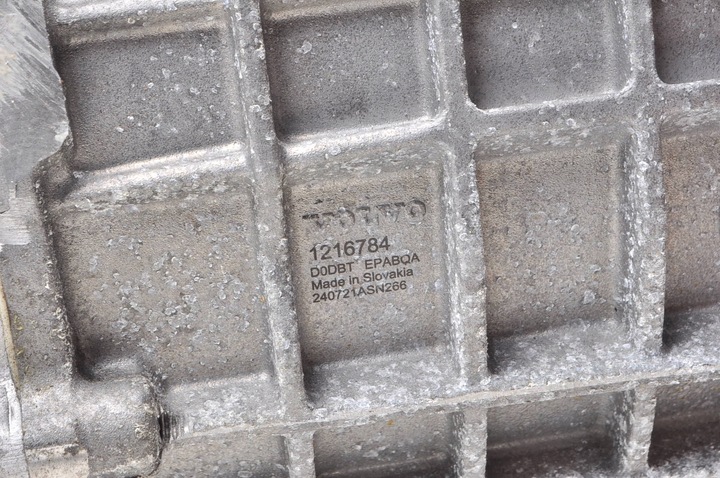 VOLVO
1216784
D0DBT EPABQA
Made in Slovakia
240721ASN266